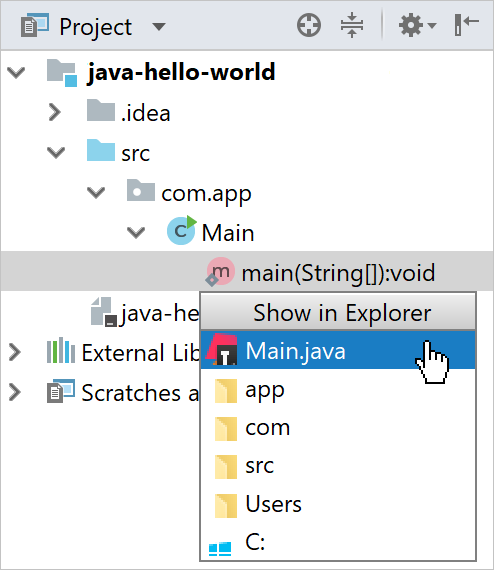 Project
java-hello-world
.idea
src
com.app
C Main
m main(String[]):void
java-he
Show in Explorer
External Lib
Main.java
Scratches a
app
com
src
Users
C: